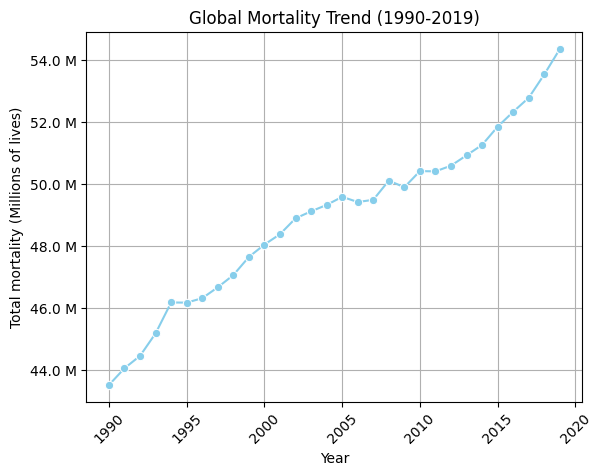 Global Mortality Trend (1990-2019)
Total mortality (Millions of lives)
54.0 M
52.0 M
50.0 M
48.0 M
46.0 M
44.0 M
1990
1995
2000
2005
2010
2015
2020
Year